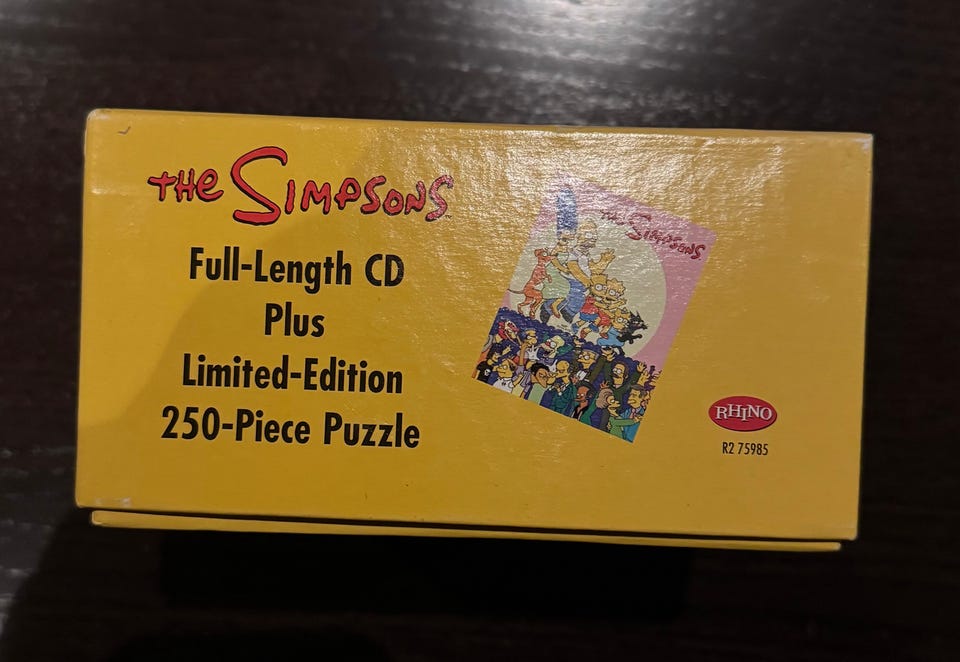 THE SIMPSONS
Full-Length CD
Plus
Limited-Edition
250-Piece Puzzle
THE SIMPSONS
RHINO
R2 75985